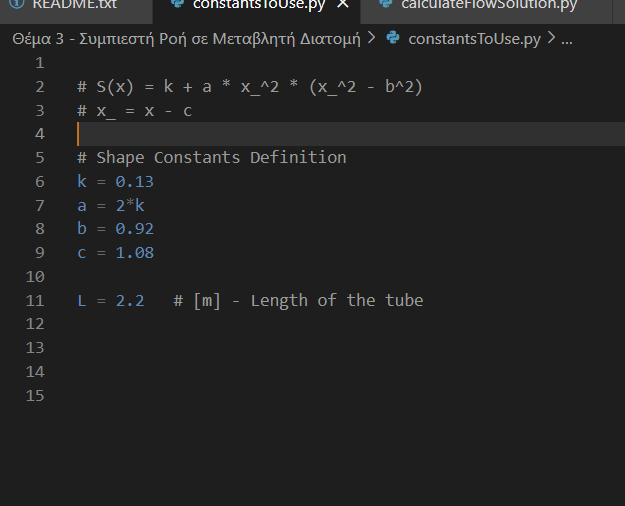 README.txt constantsToUse.py calculateFlowSolution.py
Θέμα 3 - Συμπιεστή Ροή σε Μεταβλητή Διατομή > constantsToUse.py > ...
1
2 # S(x) = k + a * x_^2 * (x_^2 - b^2)
3 # x_ = x - c
4
5 # Shape Constants Definition
6 k = 0.13
7 a = 2*k
8 b = 0.92
9 c = 1.08
10
11 L = 2.2 # [m] - Length of the tube
12
13
14
15